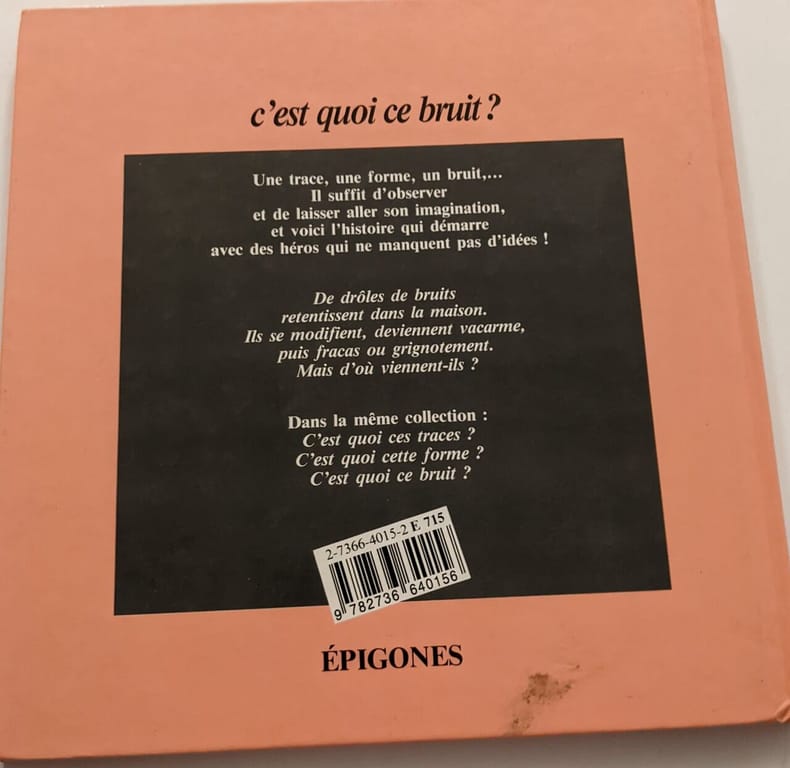 c'est quoi ce bruit ?
Une trace, une forme, un bruit,...
Il suffit d'observer
et de laisser aller son imagination,
et voici l'histoire qui démarre
avec des héros qui ne manquent pas d'idées !
De drôles de bruits
retentissent dans la maison.
Ils se modifient, deviennent vacarme,
puis fracas ou grignotement.
Mais d'où viennent-ils ?
Dans la même collection :
C'est quoi ces traces ?
C'est quoi cette forme ?
C'est quoi ce bruit ?
2-7366-4015-2 E 715
9 782736 640156
ÉPIGONES